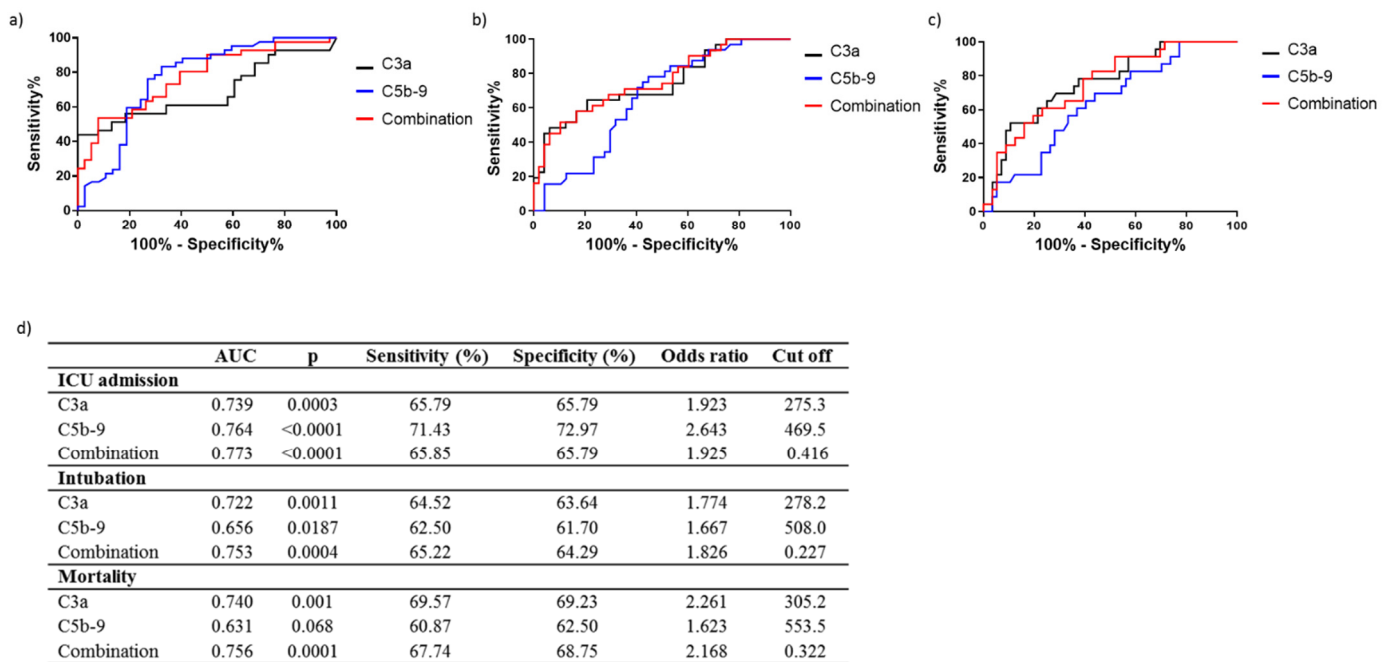 a)
100
80
60
40
20
0
Sensitivity%
0 20 40 60 80 100
100% - Specificity%
C3a
C5b-9
Combination
b)
100
80
60
40
20
0
Sensitivity%
0 20 40 60 80 100
100% - Specificity%
C3a
C5b-9
Combination
c)
100
80
60
40
20
0
Sensitivity%
0 20 40 60 80 100
100% - Specificity%
C3a
C5b-9
Combination
d)
AUC p Sensitivity (%) Specificity (%) Odds ratio Cut off
ICU admission
C3a 0.739 0.0003 65.79 65.79 1.923 275.3
C5b-9 0.764 <0.0001 71.43 72.97 2.643 469.5
Combination 0.773 <0.0001 65.85 65.79 1.925 0.416
Intubation
C3a 0.722 0.0011 64.52 63.64 1.774 278.2
C5b-9 0.656 0.0187 62.50 61.70 1.667 508.0
Combination 0.753 0.0004 65.22 64.29 1.826 0.227
Mortality
C3a 0.740 0.001 69.57 69.23 2.261 305.2
C5b-9 0.631 0.068 60.87 62.50 1.623 553.5
Combination 0.756 0.0001 67.74 68.75 2.168 0.322